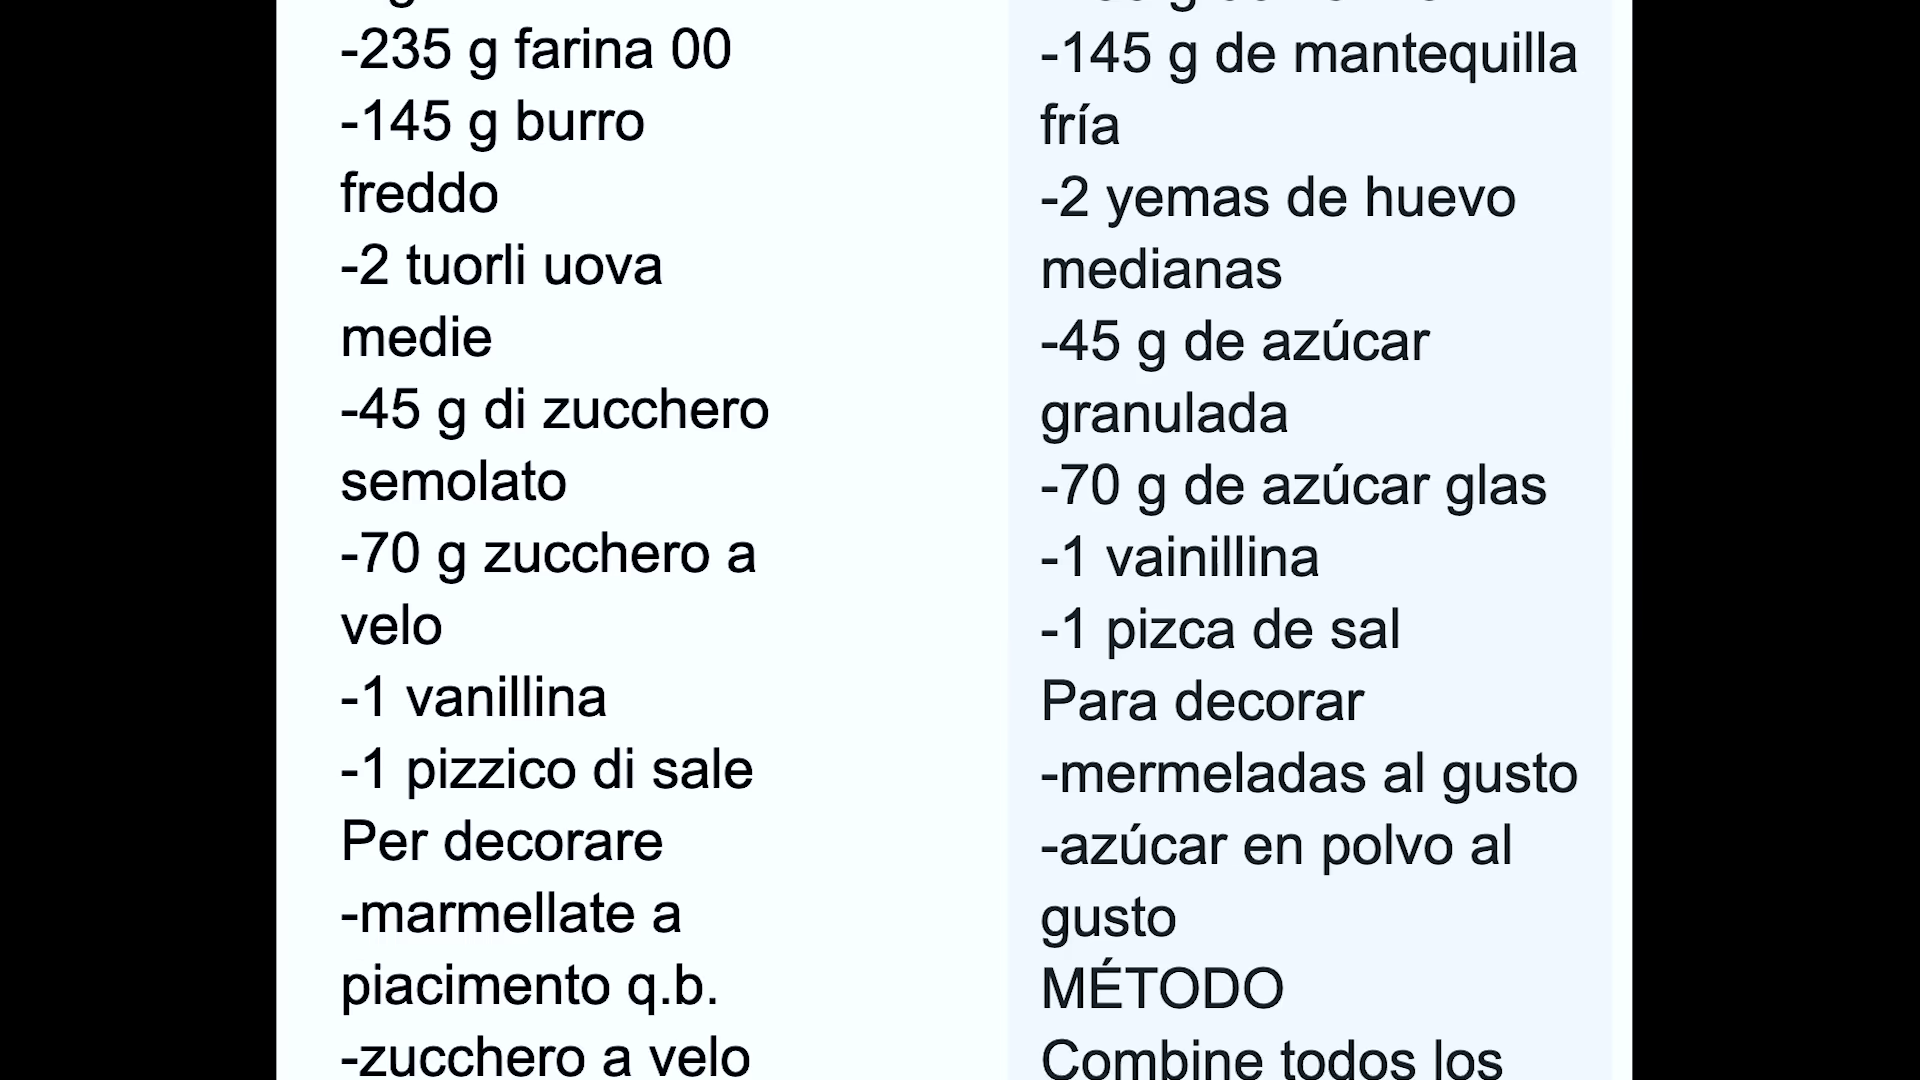 -235 g farina 00
-145 g burro
freddo
-2 tuorli uova
medie
-45 g di zucchero
semolato
-70 g zucchero a
velo
-1 vanillina
-1 pizzico di sale
Per decorare
-marmellate a
piacimento q.b.
-zucchero a velo
-145 g de mantequilla
fría
-2 yemas de huevo
medianas
-45 g de azúcar
granulada
-70 g de azúcar glas
-1 vainillina
-1 pizca de sal
Para decorar
-mermeladas al gusto
-azúcar en polvo al
gusto
MÉTODO
Combine todos los